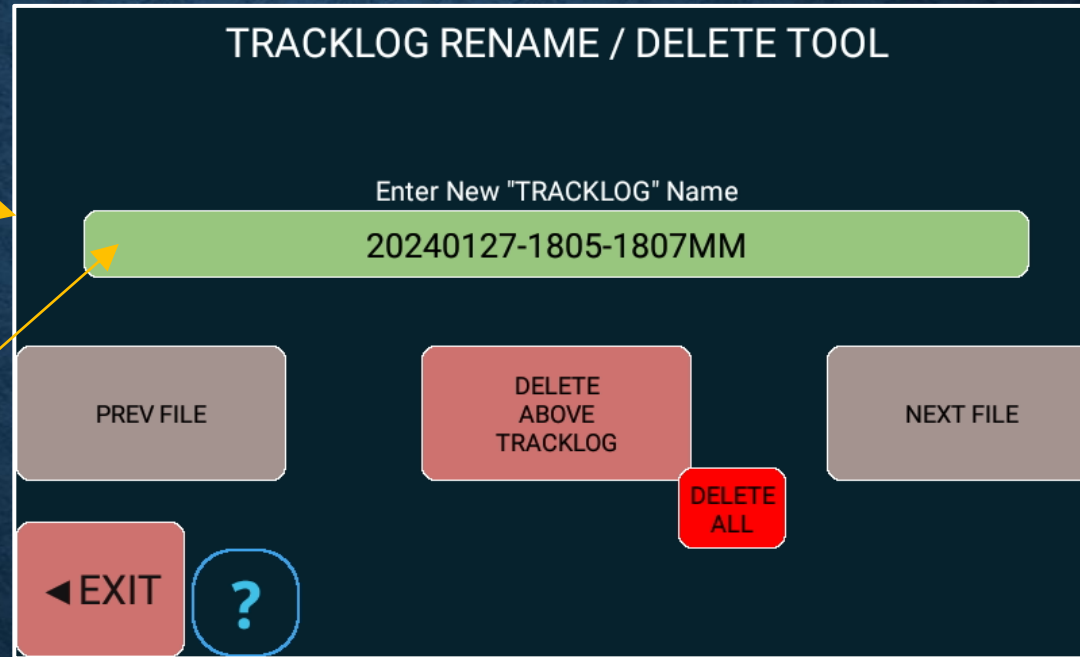 TRACKLOG RENAME / DELETE TOOL
Enter New "TRACKLOG" Name
20240127-1805-1807MM
PREV FILE
DELETE
ABOVE
TRACKLOG
NEXT FILE
DELETE
ALL
◄EXIT
?